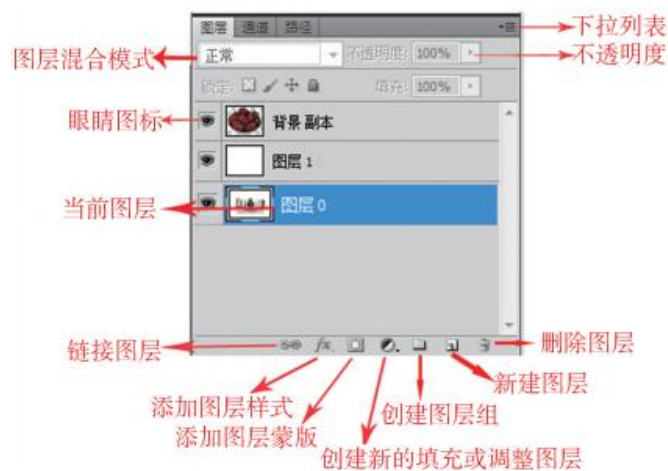 图层 通道 路径
下拉列表
图层混合模式
正常
不透明度: 100%
不透明度
锁定:
填充: 100%
眼睛图标
背景 副本
图层 1
当前图层
图层 0
链接图层
fx.
删除图层
新建图层
添加图层样式
创建图层组
添加图层蒙版
创建新的填充或调整图层